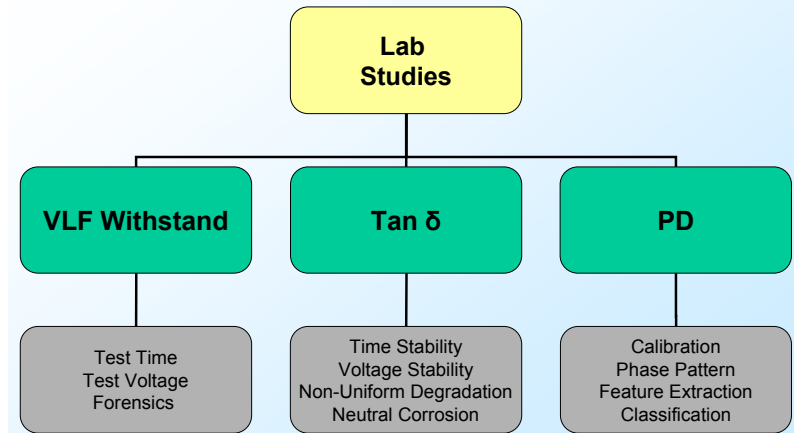 Lab
Studies
VLF Withstand
Tan δ
PD
Test Time
Test Voltage
Forensics
Time Stability
Voltage Stability
Non-Uniform Degradation
Neutral Corrosion
Calibration
Phase Pattern
Feature Extraction
Classification